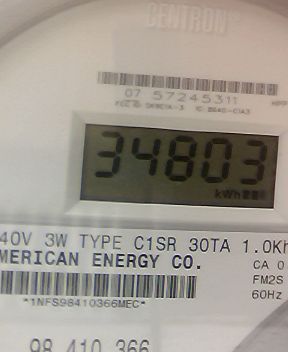 CENTRON
07 57245311
34803
kWh
40V 3W TYPE C1SR 30TA 1.0Kh
MERICAN ENERGY CO.
CA 0
FM2S
60Hz
*1NFS98410366MEC*
98 410 366